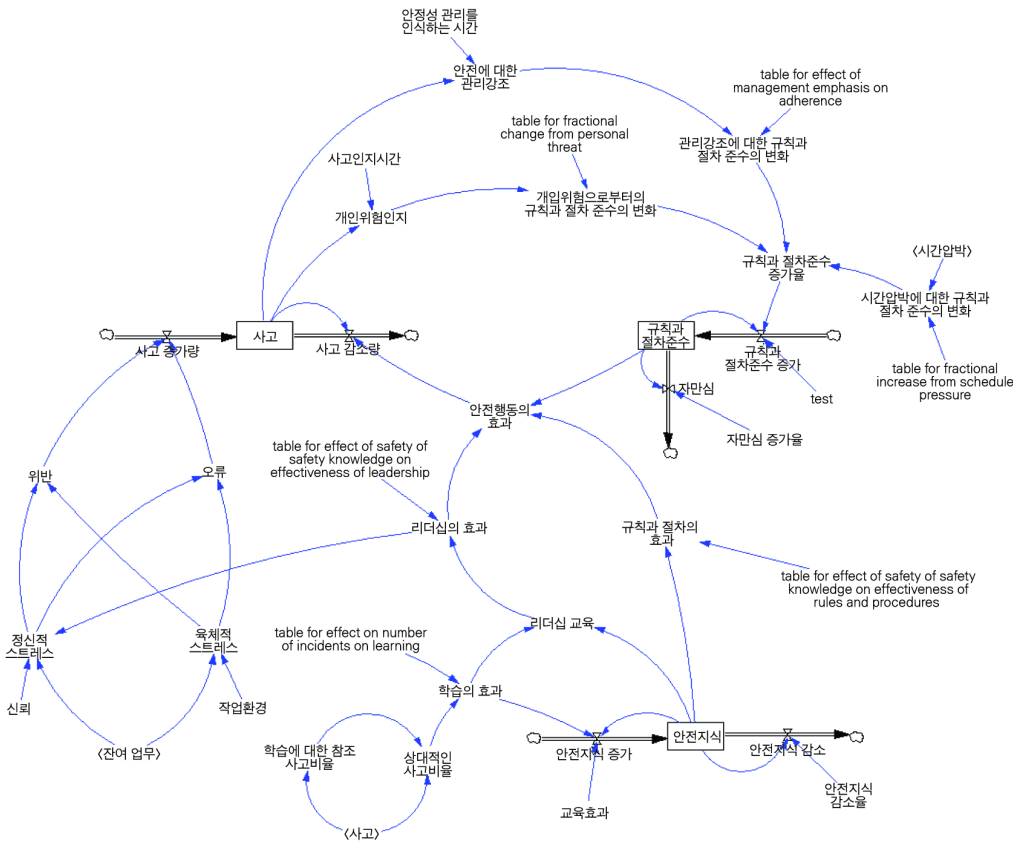 안정성 관리를
인식하는 시간
안전에 대한
관리강조
table for effect of
management emphasis on
adherence
table for fractional
change from personal
threat
관리강조에 대한 규칙과
절차 준수의 변화
사고인지시간
개인위험인지
개입위험으로부터의
규칙과 절차 준수의 변화
규칙과 절차준수
증가율
〈시간압박〉
시간압박에 대한 규칙과
절차 준수의 변화
사고 증가량
사고
사고 감소량
규칙과
절차준수
규칙과
절차준수 증가
table for fractional
increase from schedule
pressure
test
자만심
자만심 증가율
안전행동의
효과
table for effect of safety of
safety knowledge on
effectiveness of leadership
위반
오류
리더십의 효과
규칙과 절차의
효과
table for effect of safety of safety
knowledge on effectiveness of
rules and procedures
정신적
스트레스
육체적
스트레스
table for effect on number
of incidents on learning
리더십 교육
신뢰
작업환경
학습의 효과
〈잔여 업무〉
학습에 대한 참조
사고비율
상대적인
사고비율
안전지식 증가
안전지식
안전지식 감소
안전지식
감소율
교육효과
〈사고〉